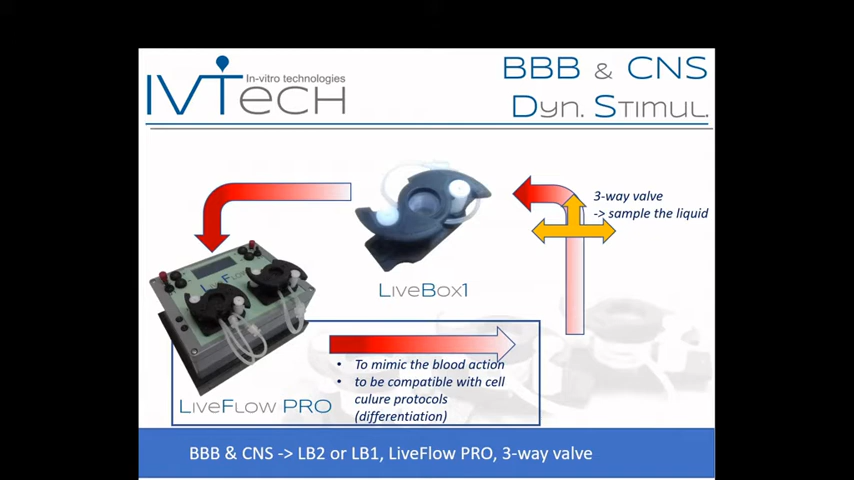 IVTech
In-vitro technologies
BBB & CNS
Dyn. Stimul.
3-way valve
-> sample the liquid
LiveBox1
LiveFlow
• To mimic the blood action
• to be compatible with cell
culure protocols
(differentiation)
LiveFlow PRO
BBB & CNS -> LB2 or LB1, LiveFlow PRO, 3-way valve